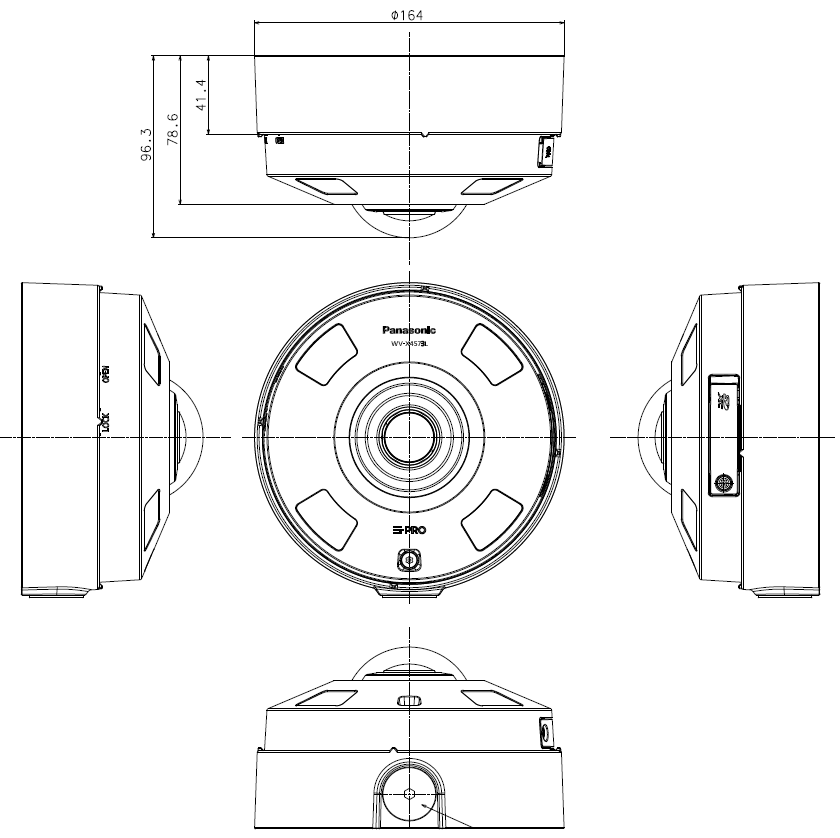 ϕ164
41.4
78.6
96.3
Panasonic
OPEN
LOCK
PRO